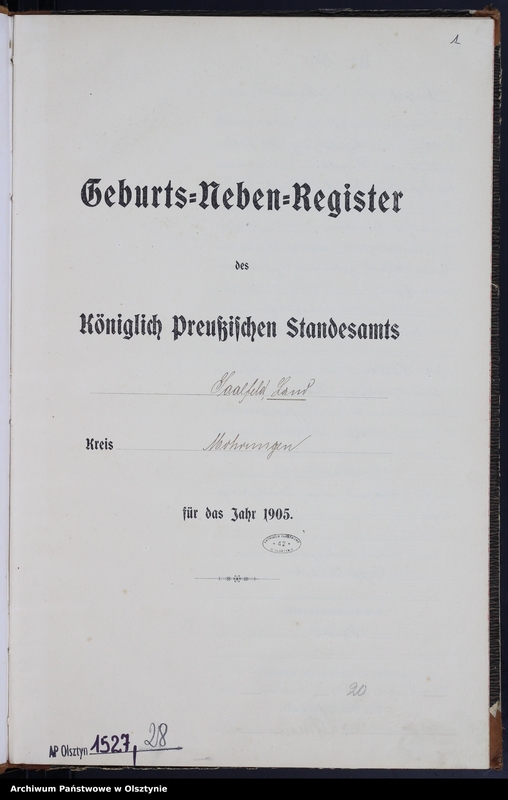 1
Geburts=Neben=Register
des
Königlich Preußischen Standesamts
Saalfeld, Land
Kreis Mohrungen
für das Jahr 1905.
42
20
AP Olsztyn 1527, 28
Archiwum Państwowe w Olsztynie